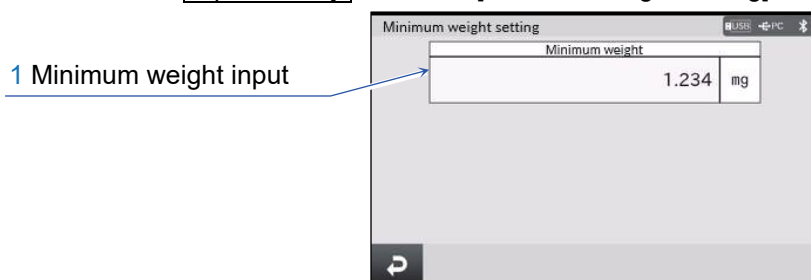 Minimum weight setting
USB PC
Minimum weight
1 Minimum weight input
1.234 mg